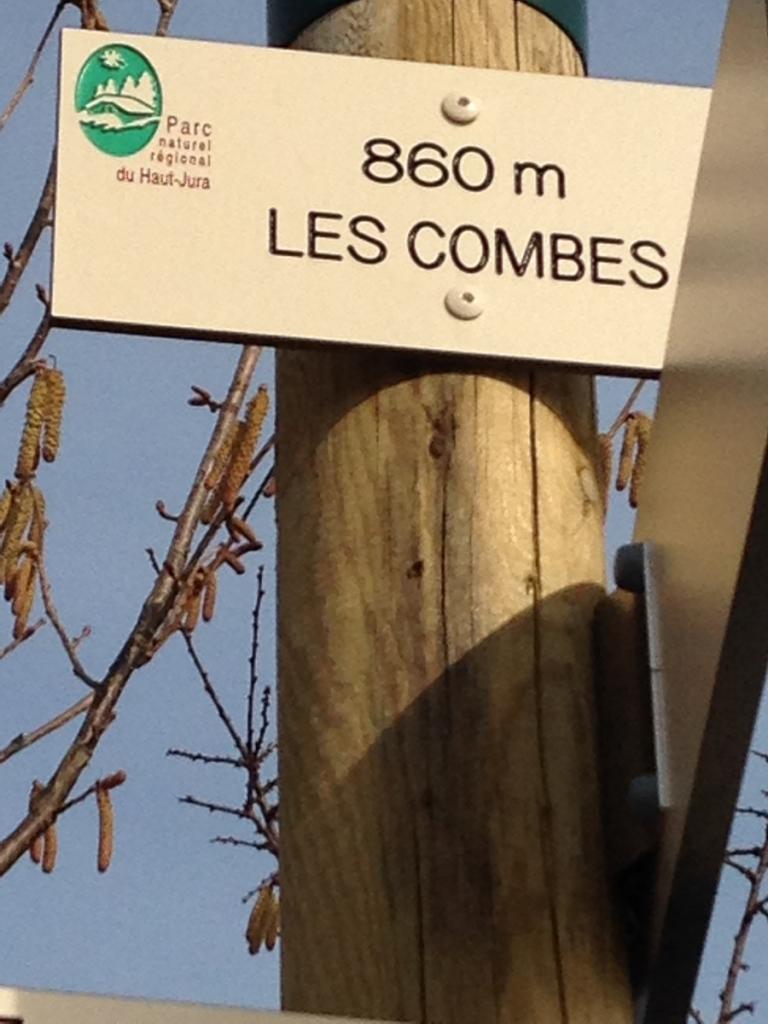 Parc
naturel
régional
du Haut-Jura
860 m
LES COMBES